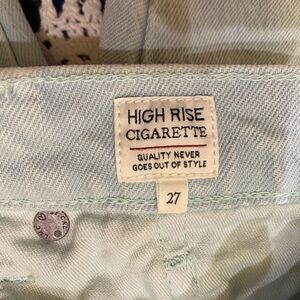 HIGH RISE
CIGARETTE
QUALITY NEVER
GOES OUT OF STYLE
27